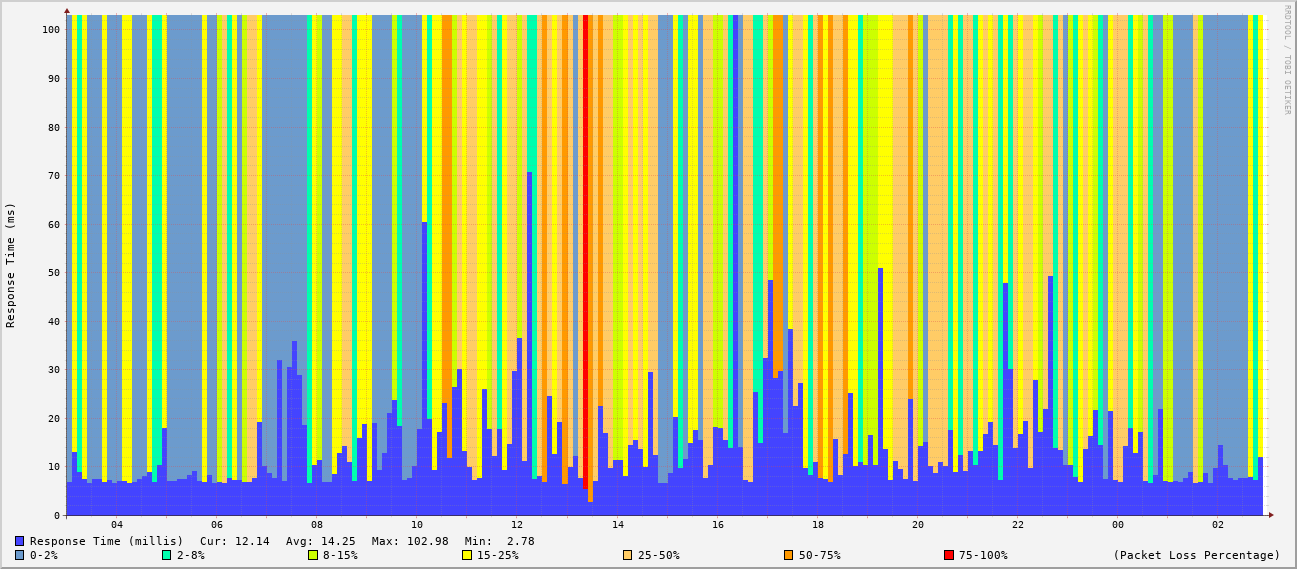 RRDTOOL / TOBI OETIKER
Response Time (ms)
100
90
80
70
60
50
40
30
20
10
0
04 06 08 10 12 14 16 18 20 22 00 02
Response Time (millis) Cur: 12.14 Avg: 14.25 Max: 102.98 Min: 2.78
0-2% 2-8% 8-15% 15-25% 25-50% 50-75% 75-100% (Packet Loss Percentage)